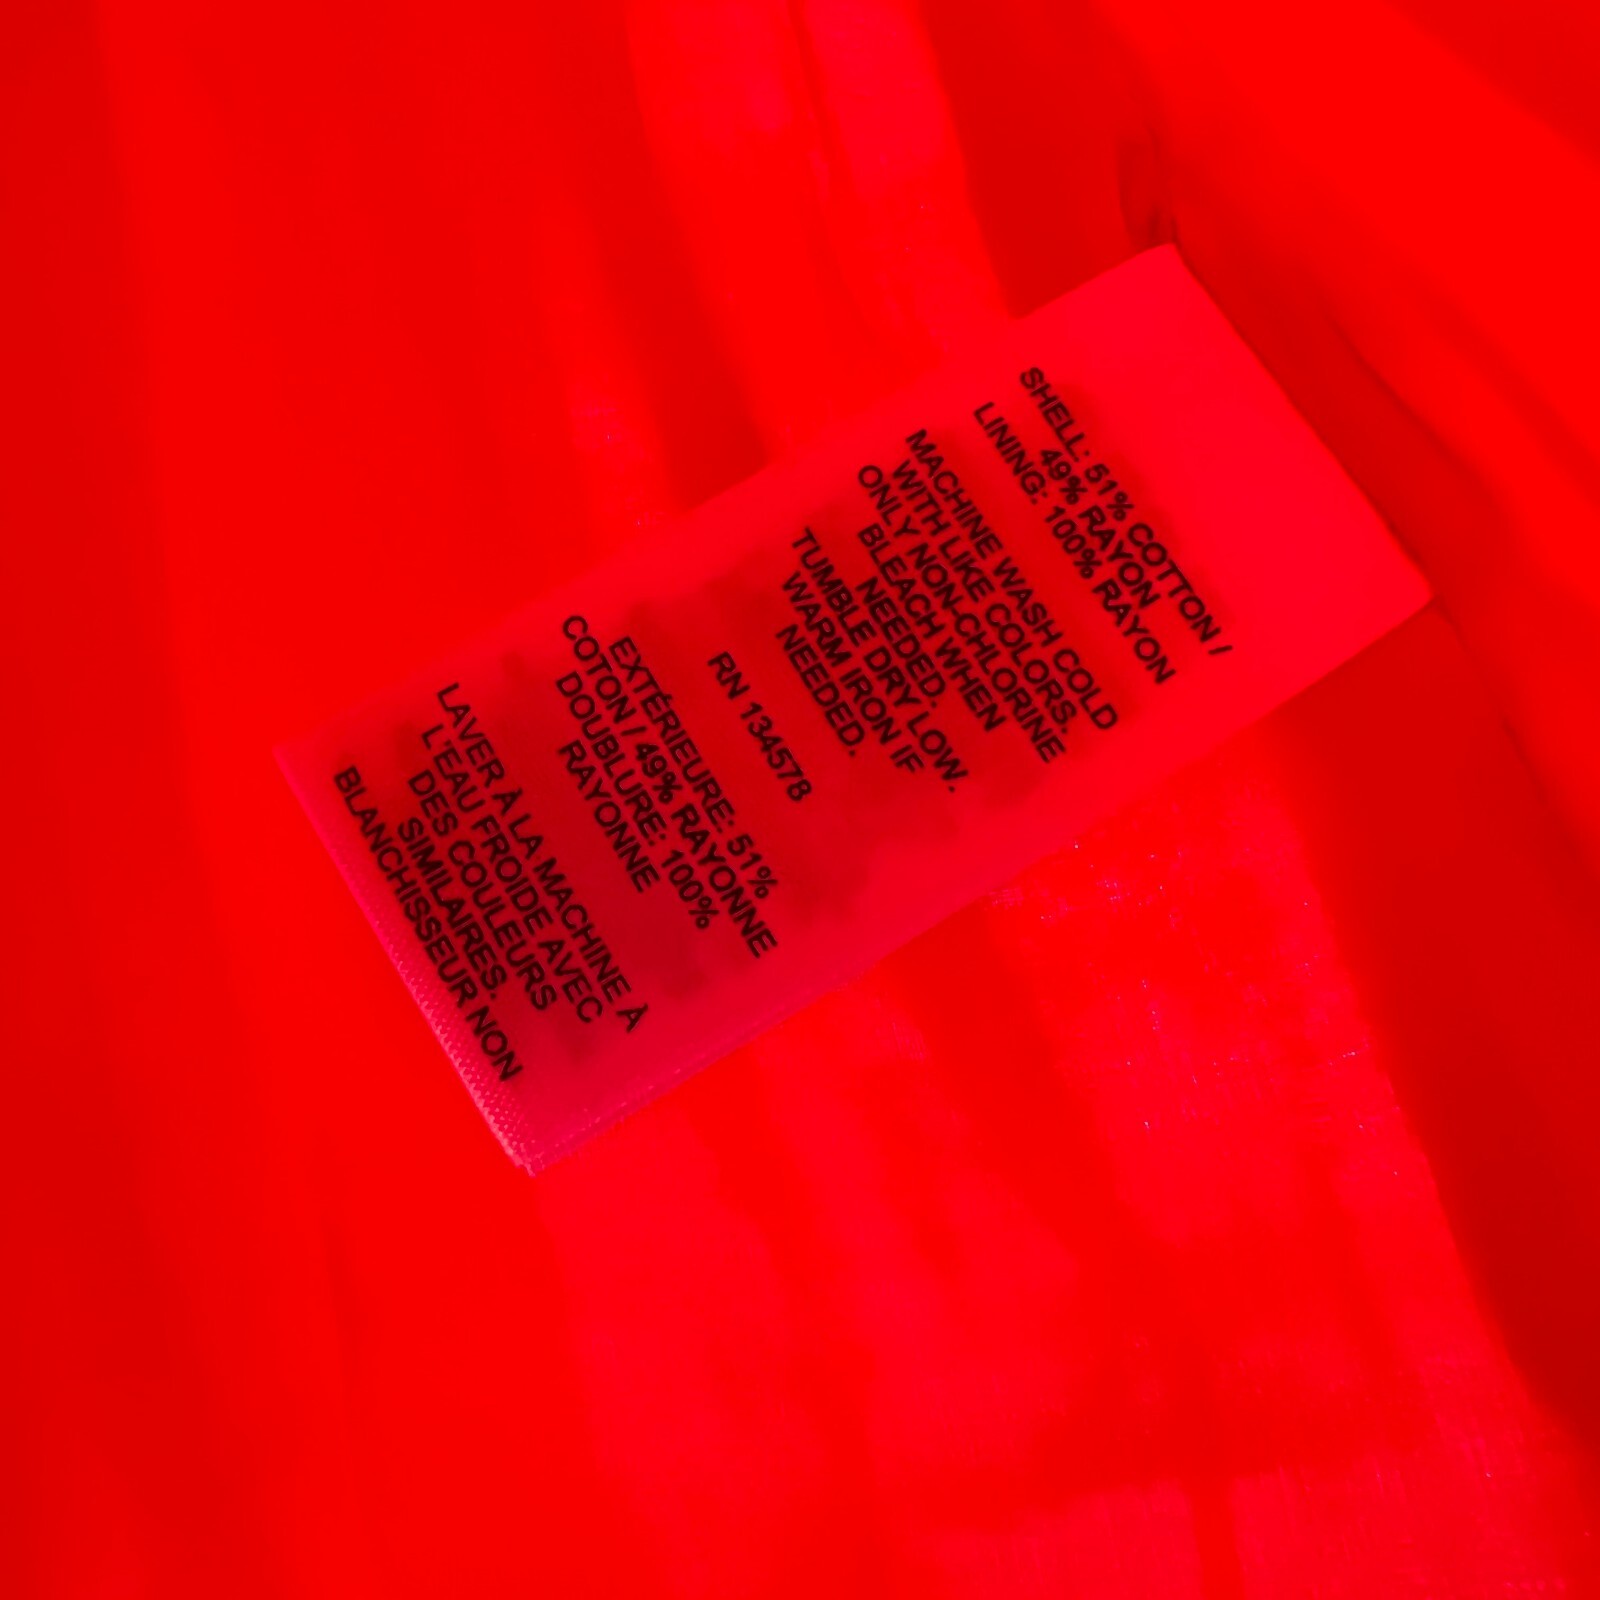 SHELL: 51% COTTON /
49% RAYON
LINING: 100% RAYON
MACHINE WASH COLD
WITH LIKE COLORS.
ONLY NON-CHLORINE
BLEACH WHEN
NEEDED.
TUMBLE DRY LOW.
WARM IRON IF
NEEDED.
RN 134578
EXTÉRIEURE: 51%
COTON / 49% RAYONNE
DOUBLURE: 100%
RAYONNE
LAVER À LA MACHINE À
L'EAU FROIDE AVEC
DES COULEURS
SIMILAIRES.
BLANCHISSEUR NON